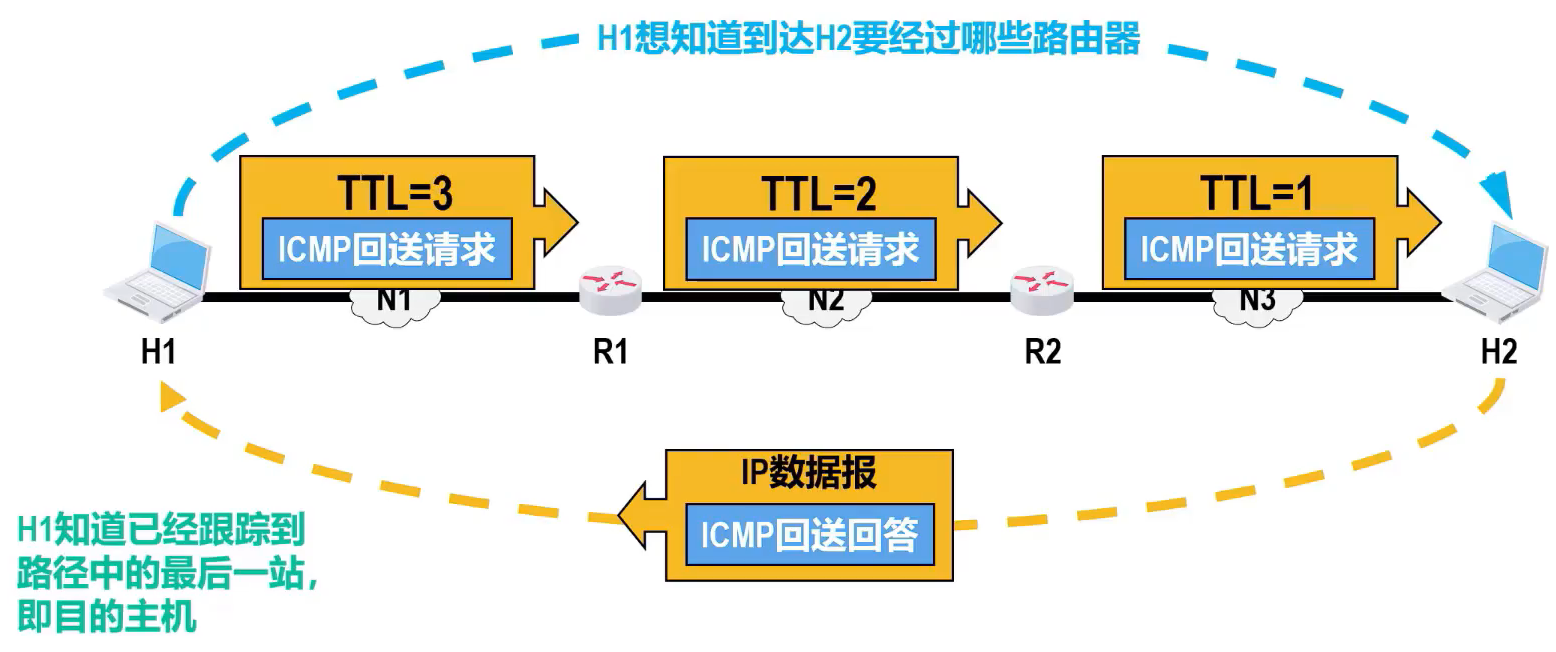 H1想知道到达H2要经过哪些路由器
TTL=3
ICMP回送请求
TTL=2
ICMP回送请求
TTL=1
ICMP回送请求
N1
N2
N3
H1
R1
R2
H2
IP数据报
ICMP回送回答
H1知道已经跟踪到
路径中的最后一站，
即目的主机